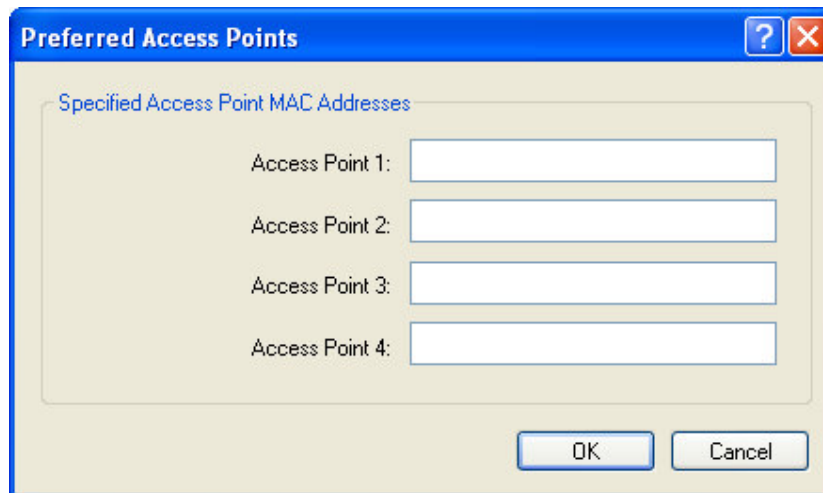 Preferred Access Points
?
Specified Access Point MAC Addresses
Access Point 1:
Access Point 2:
Access Point 3:
Access Point 4:
OK
Cancel